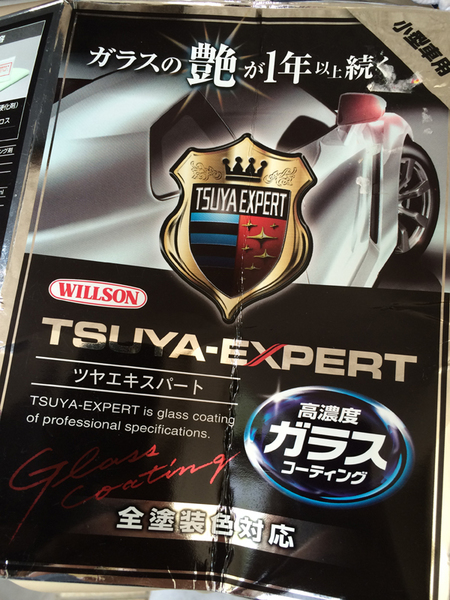 ガラスの艶が1年以上続く
小型車用
TSUYA EXPERT
WILLSON
TSUYA-EXPERT
ツヤエキスパート
TSUYA-EXPERT is glass coating
of professional specifications.
高濃度
ガラス
コーティング
Glass
Coating
全塗装色対応